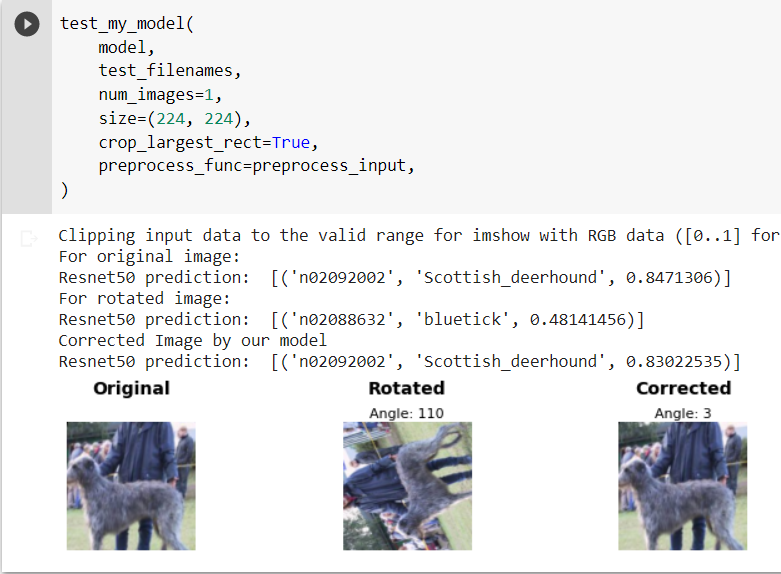 test_my_model(
    model,
    test_filenames,
    num_images=1,
    size=(224, 224),
    crop_largest_rect=True,
    preprocess_func=preprocess_input,
)
Clipping input data to the valid range for imshow with RGB data ([0..1] for
For original image:
Resnet50 prediction:  [('n02092002', 'Scottish_deerhound', 0.8471306)]
For rotated image:
Resnet50 prediction:  [('n02088632', 'bluetick', 0.48141456)]
Corrected Image by our model
Resnet50 prediction:  [('n02092002', 'Scottish_deerhound', 0.83022535)]
Original Rotated Corrected
Angle: 110 Angle: 3